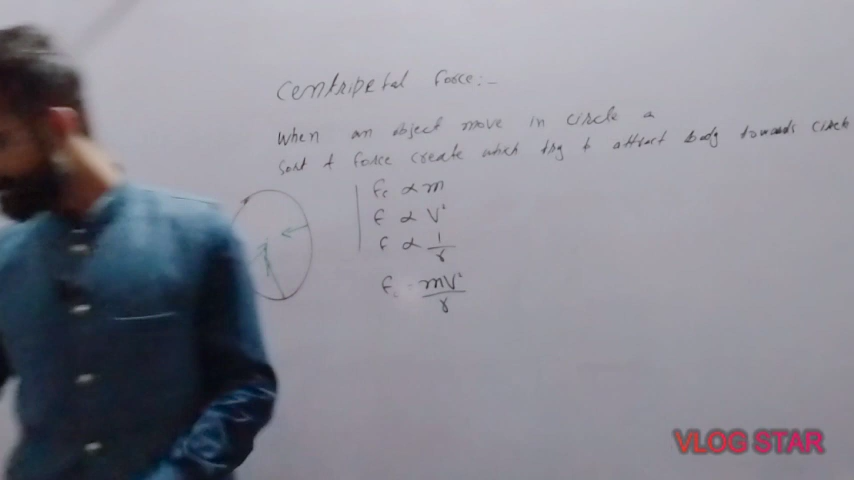 Centripetal force:-
when an object move in circle a
sort of force create which try to attract body towards circle
Fc ∝ m
F ∝ V²
F ∝ 1/r
Fc = mV²/r
VLOG STAR